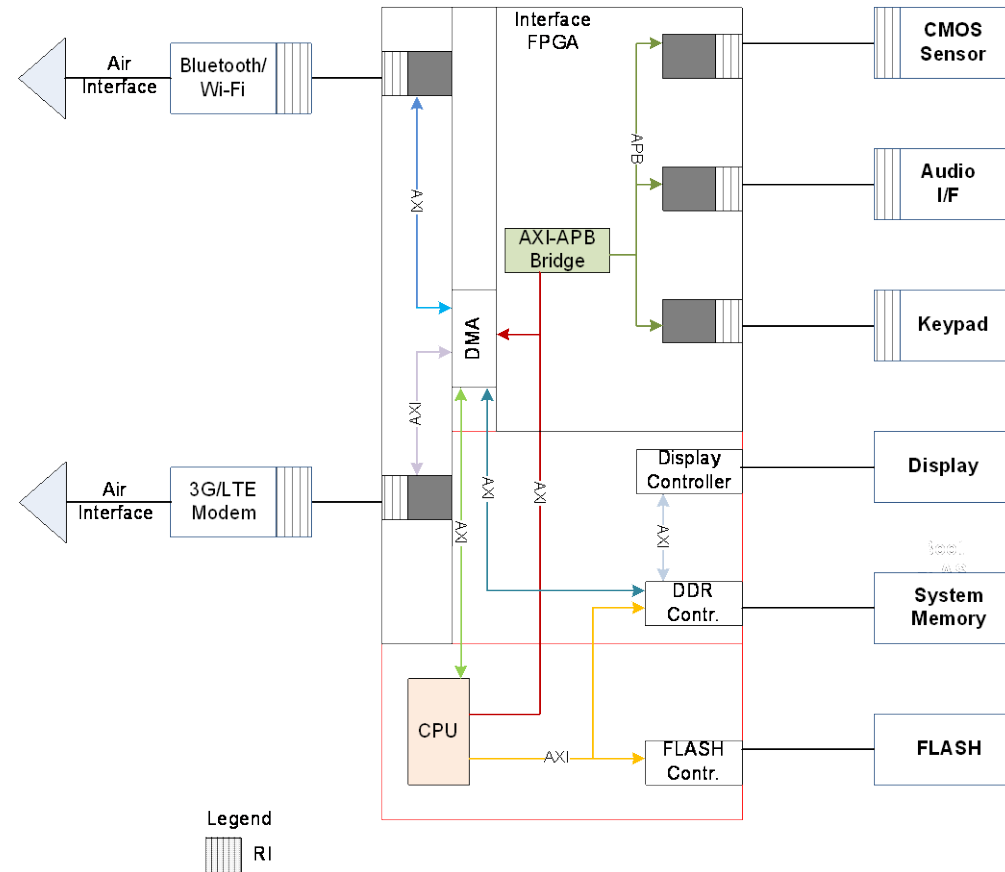 Interface
FPGA
CMOS
Sensor
Air
Interface
Bluetooth/
Wi-Fi
APB
Audio
I/F
AXI
AXI-APB
Bridge
DMA
Keypad
AXI
Air
Interface
3G/LTE
Modem
AXI
AXI
AXI
Display
Controller
Display
AXI
DDR
Contr.
System
Memory
CPU
AXI
FLASH
Contr.
FLASH
Legend
RI